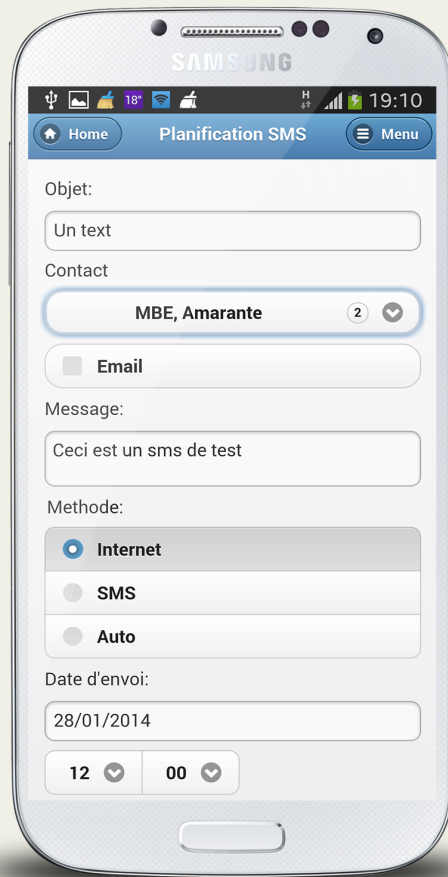 SAMSUNG
18° H 19:10
Home Planification SMS Menu
Objet:
Un text
Contact
MBE, Amarante 2
Email
Message:
Ceci est un sms de test
Methode:
Internet
SMS
Auto
Date d'envoi:
28/01/2014
12 00